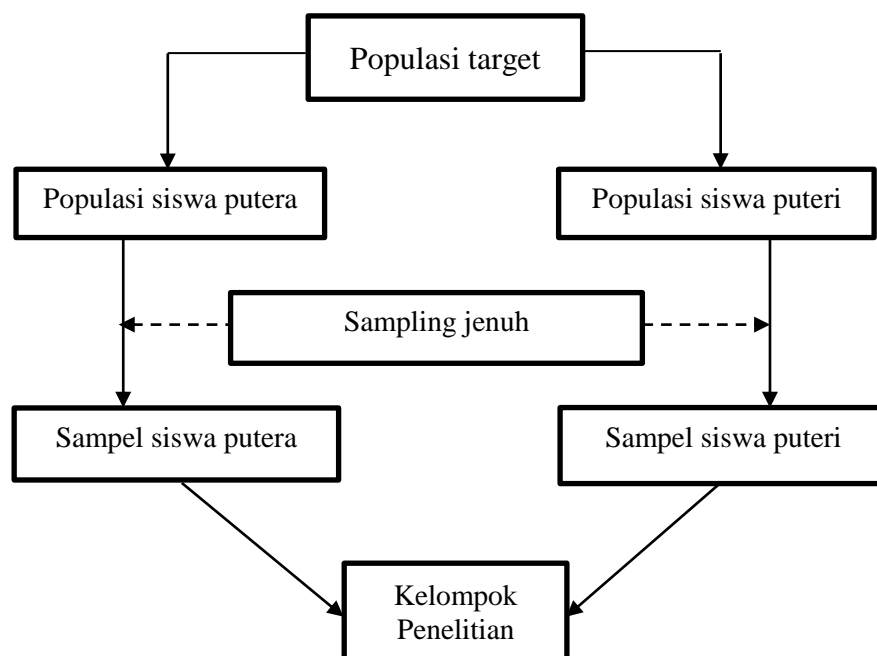 Populasi target
Populasi siswa putera
Populasi siswa puteri
Sampling jenuh
Sampel siswa putera
Sampel siswa puteri
Kelompok
Penelitian